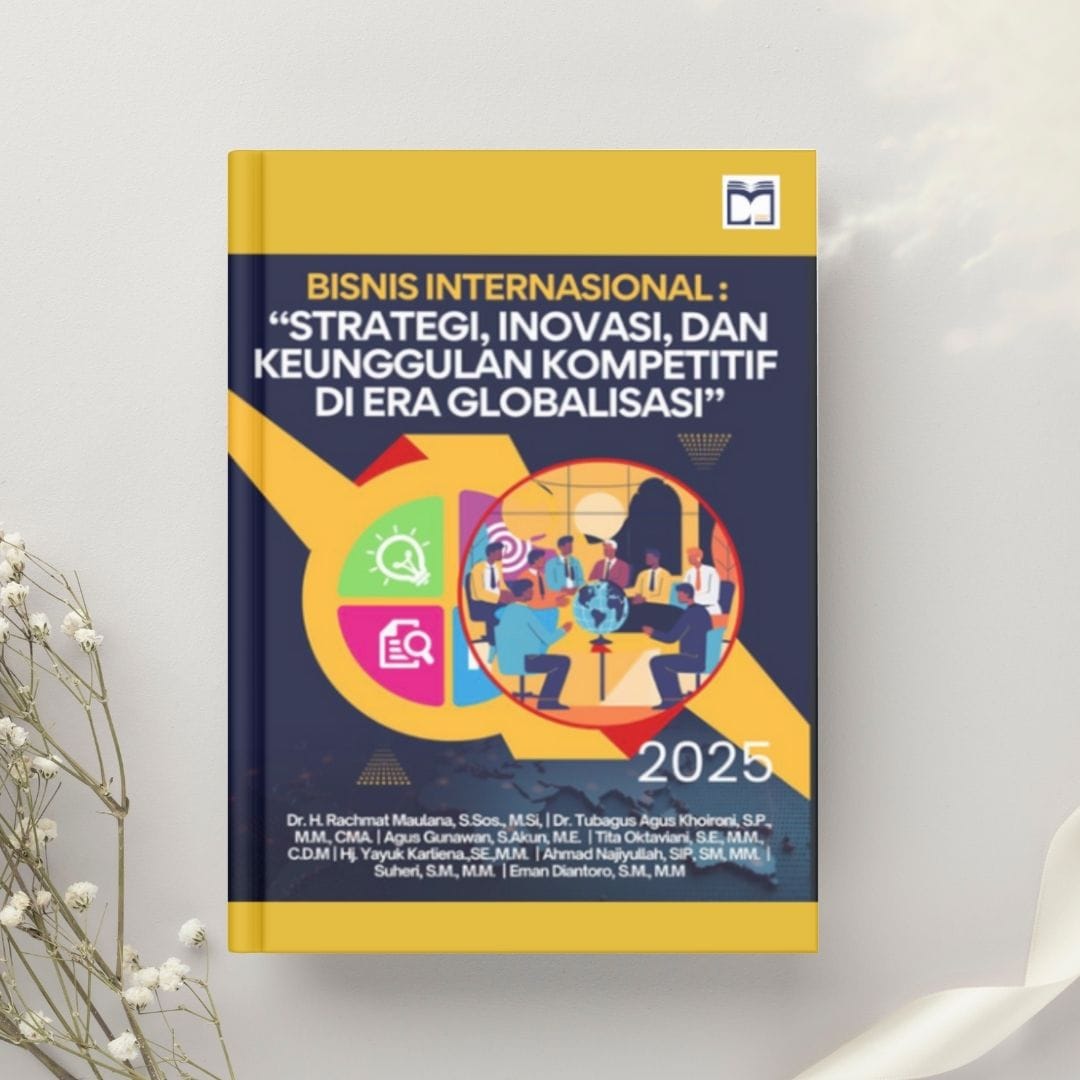 BISNIS INTERNASIONAL :
“STRATEGI, INOVASI, DAN
KEUNGGULAN KOMPETITIF
DI ERA GLOBALISASI”
2025
Dr. H. Rachmat Maulana, S.Sos., M.Si, | Dr. Tubagus Agus Khoironi, S.P.,
M.M., CMA. | Agus Gunawan, S.Akun, M.E. | Tita Oktaviani, S.E., M.M.,
C.D.M | Hj. Yayuk Kartiena.,SE.,M.M. | Ahmad Najiyullah, SIP, SM, MM. |
Suheri, S.M., M.M. | Eman Diantoro, S.M., M.M